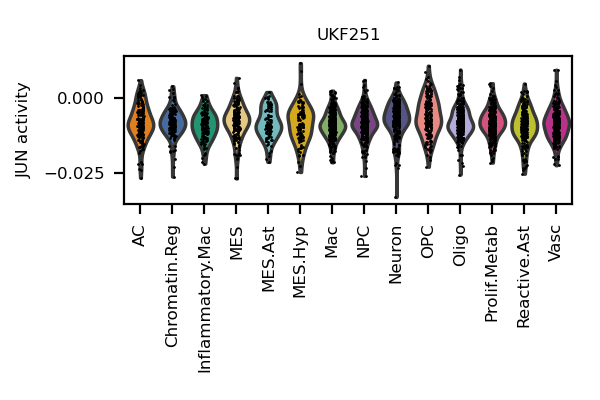 UKF251
JUN activity
0.000
−0.025
AC
Chromatin.Reg
Inflammatory.Mac
MES
MES.Ast
MES.Hyp
Mac
NPC
Neuron
OPC
Oligo
Prolif.Metab
Reactive.Ast
Vasc